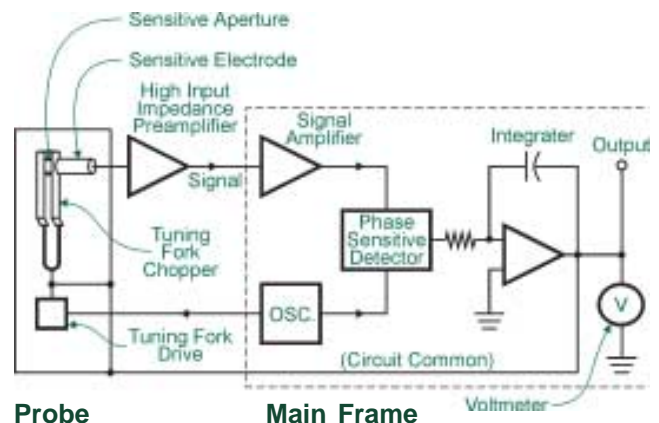 Sensitive Aperture
Sensitive Electrode
High Input
Impedance
Preamplifier
Signal
Amplifier
Integrater
Output
Signal
Phase
Sensitive
Detector
Tuning
Fork
Chopper
OSC.
V
Tuning Fork
Drive
(Circuit Common)
Voltmeter
Probe
Main Frame